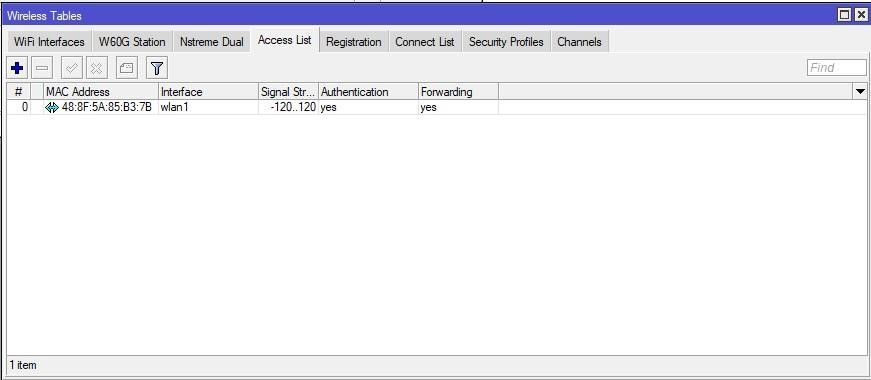 Wireless Tables
WiFi Interfaces W60G Station Nstreme Dual Access List Registration Connect List Security Profiles Channels
Find
# MAC Address Interface Signal Str... Authentication Forwarding
0 48:8F:5A:85:B3:7B wlan1 -120..120 yes yes
1 item